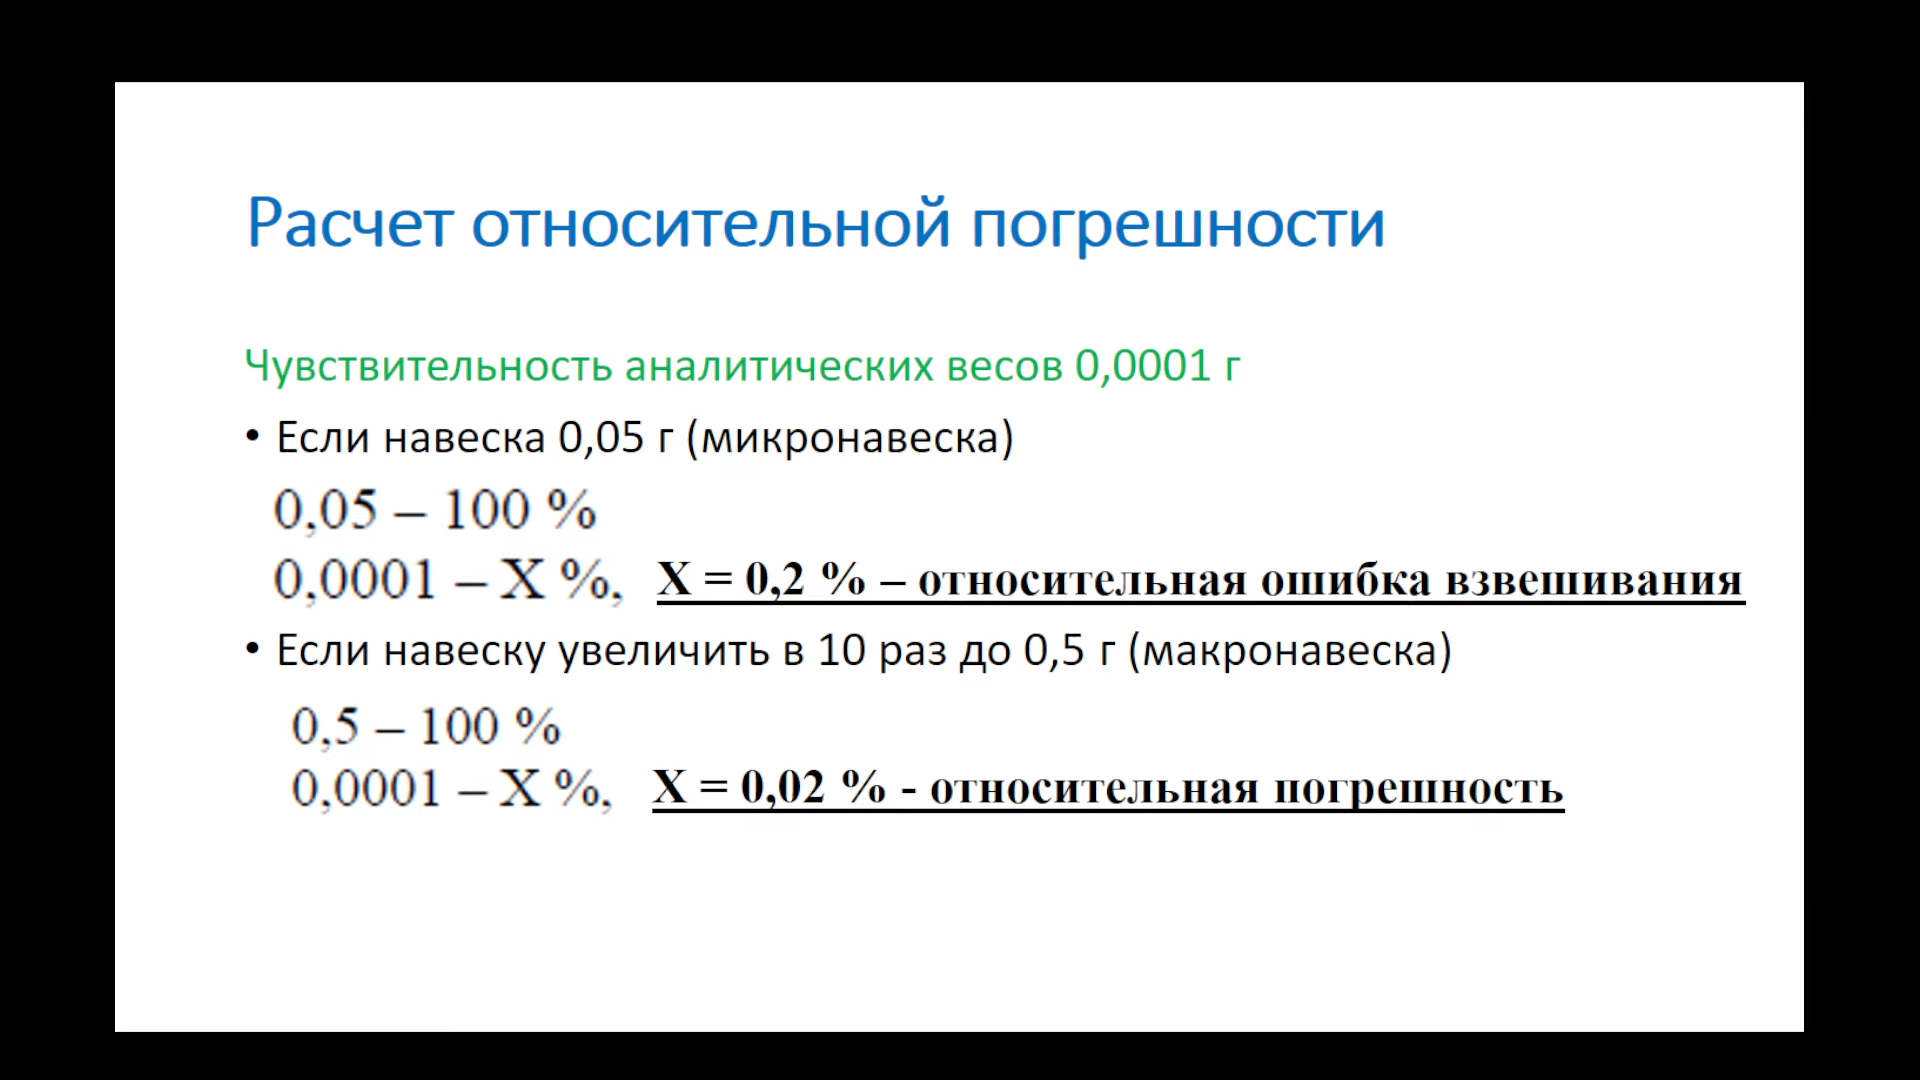 Расчет относительной погрешности
Чувствительность аналитических весов 0,0001 г
• Если навеска 0,05 г (микронавеска)
0,05 – 100 %
0,0001 – X %, X = 0,2 % – относительная ошибка взвешивания
• Если навеску увеличить в 10 раз до 0,5 г (макронавеска)
0,5 – 100 %
0,0001 – X %, X = 0,02 % - относительная погрешность